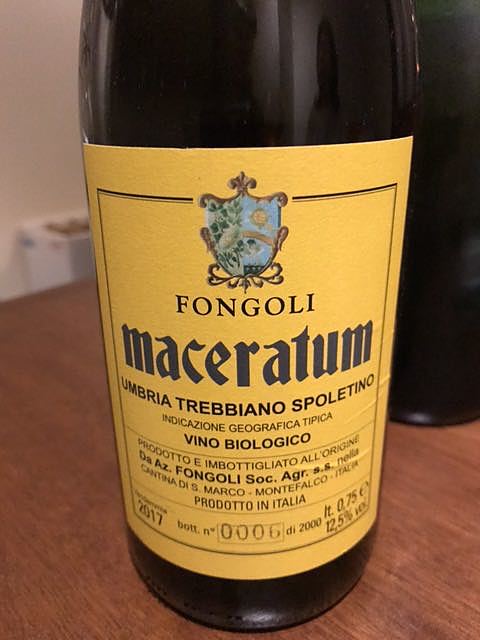 FONGOLI
maceratum
UMBRIA TREBBIANO SPOLETINO
INDICAZIONE GEOGRAFICA TIPICA
VINO BIOLOGICO
PRODOTTO E IMBOTTIGLIATO ALL'ORIGINE
Da Az. FONGOLI Soc. Agr. s.s. nella
CANTINA DI S. MARCO - MONTEFALCO - ITALIA
PRODOTTO IN ITALIA
lt. 0,75 e
2017 bott. n° 0006 di 2000 12,5% vol.